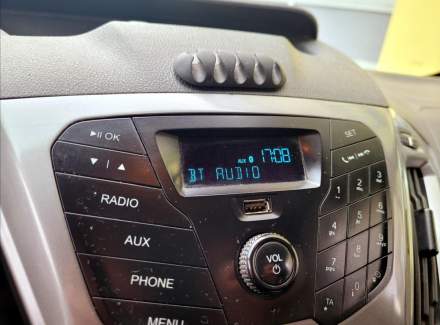 ►II OK
SET
AUX 17:08
BT AUDIO
RADIO
AUX
VOL
PHONE
MENU
TA
1
2
3
4
5
6
7
8
9
0
*
#